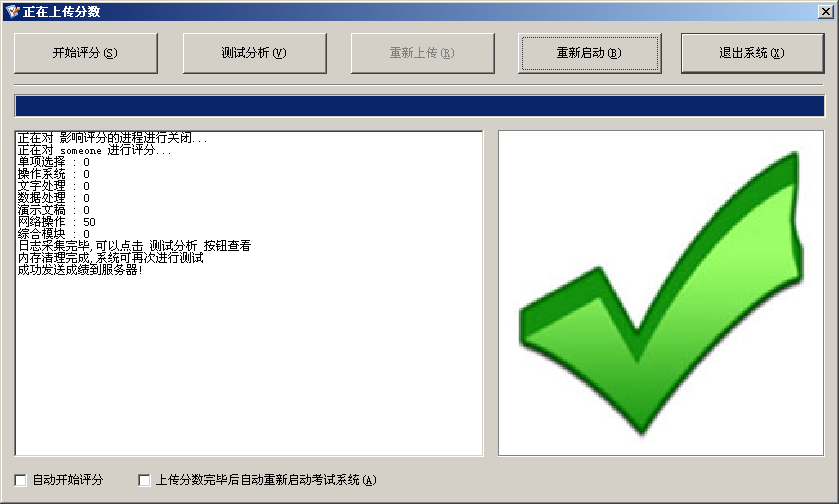 正在上传分数
开始评分(S)
测试分析(V)
重新上传(R)
重新启动(B)
退出系统(X)
正在对 影响评分的进程进行关闭...
正在对 someone 进行评分...
单项选择 : 0
操作系统 : 0
文字处理 : 0
数据处理 : 0
演示文稿 : 0
网络操作 : 50
综合模块 : 0
日志采集完毕,可以点击 测试分析 按钮查看
内存清理完成,系统可再次进行测试
成功发送成绩到服务器!
自动开始评分
上传分数完毕后自动重新启动考试系统(A)